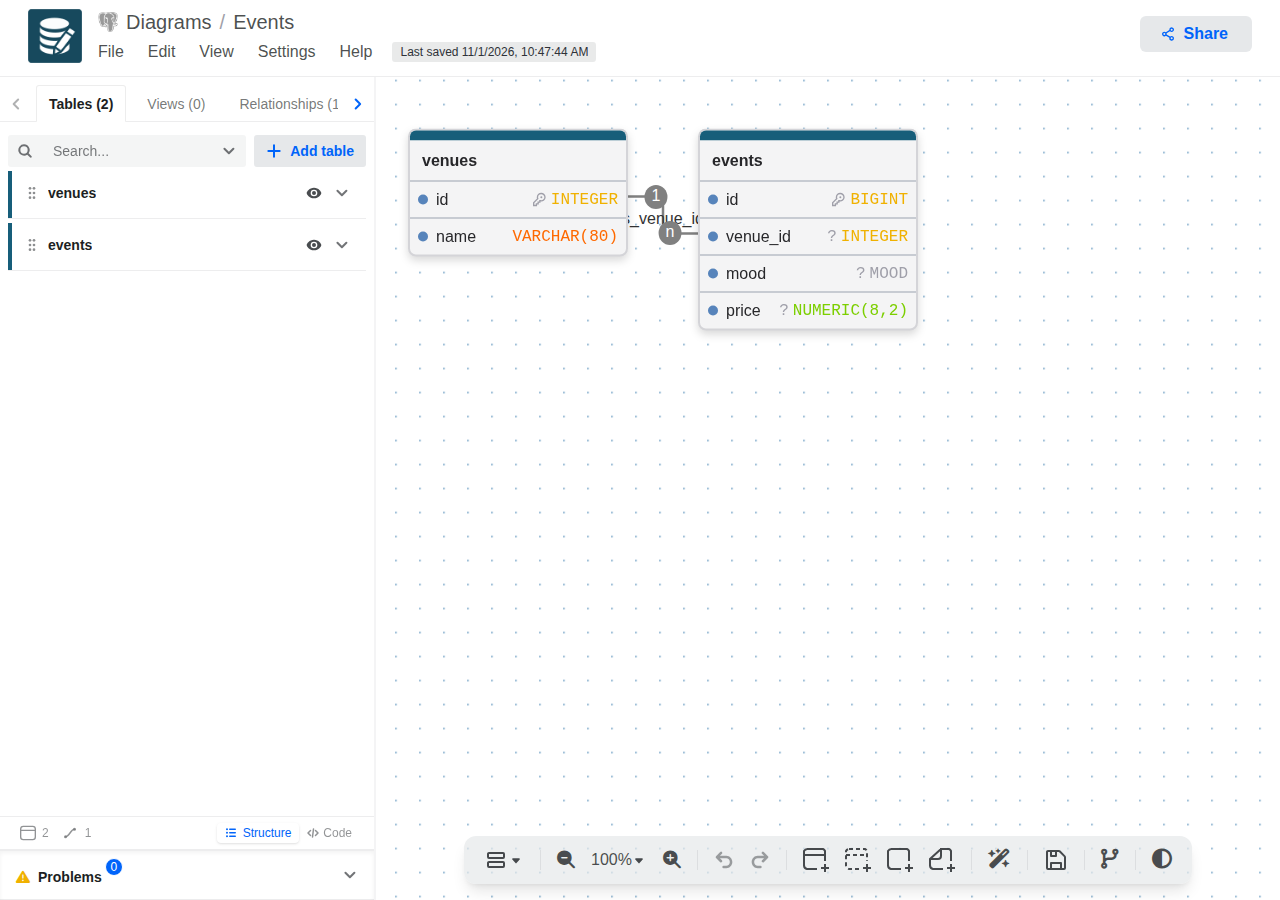 Diagrams / Events
File Edit View Settings Help Last saved 11/1/2026, 10:47:44 AM
Share
Tables (2) Views (0) Relationships (1
Search... Add table
venues
events
venues
id INTEGER
name VARCHAR(80)
1
_venue_id
n
events
id BIGINT
venue_id ? INTEGER
mood ? MOOD
price ? NUMERIC(8,2)
2 1 Structure Code
Problems 0
100%